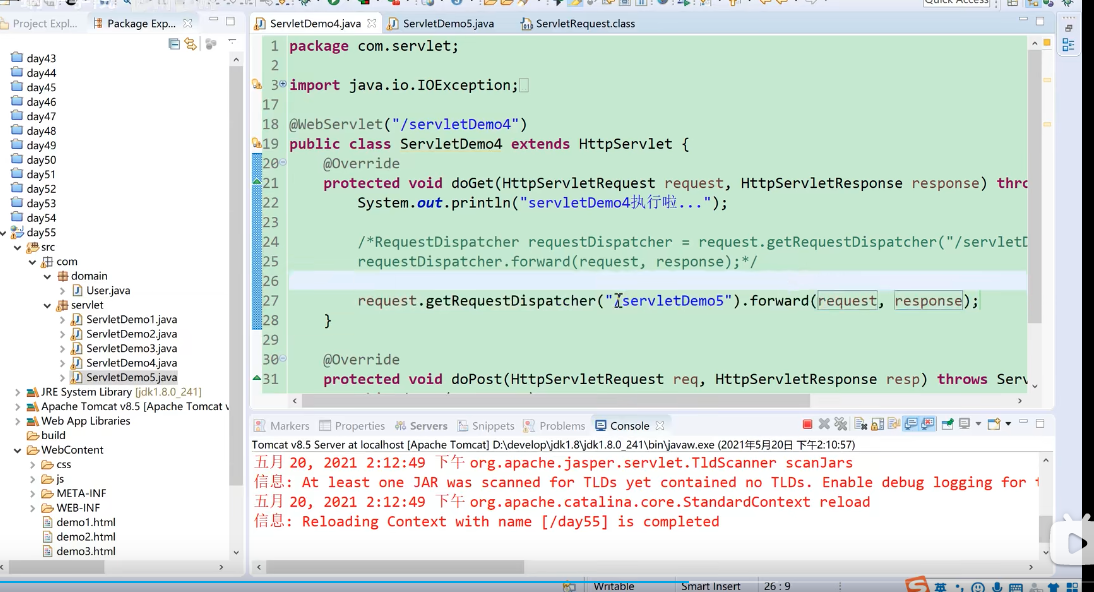 Quick Access
Project Expl...
Package Exp...
day43
day44
day45
day46
day47
day48
day49
day50
day51
day52
day53
day54
day55
src
com
domain
User.java
servlet
ServletDemo1.java
ServletDemo2.java
ServletDemo3.java
ServletDemo4.java
ServletDemo5.java
JRE System Library [jdk1.8.0_241]
Apache Tomcat v8.5 [Apache Tomcat v
Web App Libraries
build
WebContent
css
js
META-INF
WEB-INF
demo1.html
demo2.html
demo3.html
ServletDemo4.java
ServletDemo5.java
ServletRequest.class
1 package com.servlet;
2
3 import java.io.IOException;
17
18 @WebServlet("/servletDemo4")
19 public class ServletDemo4 extends HttpServlet {
20 @Override
21 protected void doGet(HttpServletRequest request, HttpServletResponse response) thro
22 System.out.println("servletDemo4执行啦...");
23
24 /*RequestDispatcher requestDispatcher = request.getRequestDispatcher("/servletD
25 requestDispatcher.forward(request, response);*/
26
27 request.getRequestDispatcher("/servletDemo5").forward(request, response);
28 }
29
30 @Override
31 protected void doPost(HttpServletRequest req, HttpServletResponse resp) throws Serv
Markers
Properties
Servers
Snippets
Problems
Console
Tomcat v8.5 Server at localhost [Apache Tomcat] D:\develop\jdk1.8\jdk1.8.0_241\bin\javaw.exe (2021年5月20日 下午2:10:57)
五月 20, 2021 2:12:49 下午 org.apache.jasper.servlet.TldScanner scanJars
信息: At least one JAR was scanned for TLDs yet contained no TLDs. Enable debug logging for t
五月 20, 2021 2:12:49 下午 org.apache.catalina.core.StandardContext reload
信息: Reloading Context with name [/day55] is completed
Writable
Smart Insert
26 : 9
英